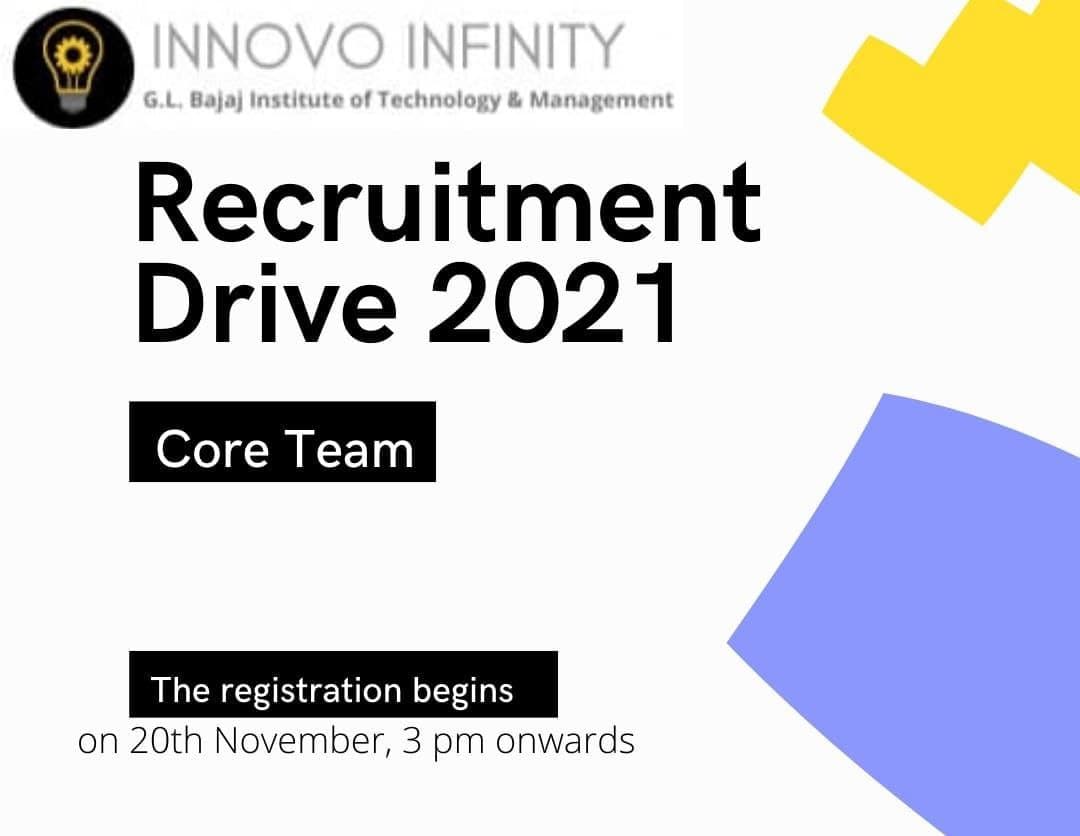 INNOVO INFINITY
G.L. Bajaj Institute of Technology & Management
Recruitment
Drive 2021
Core Team
The registration begins
on 20th November, 3 pm onwards